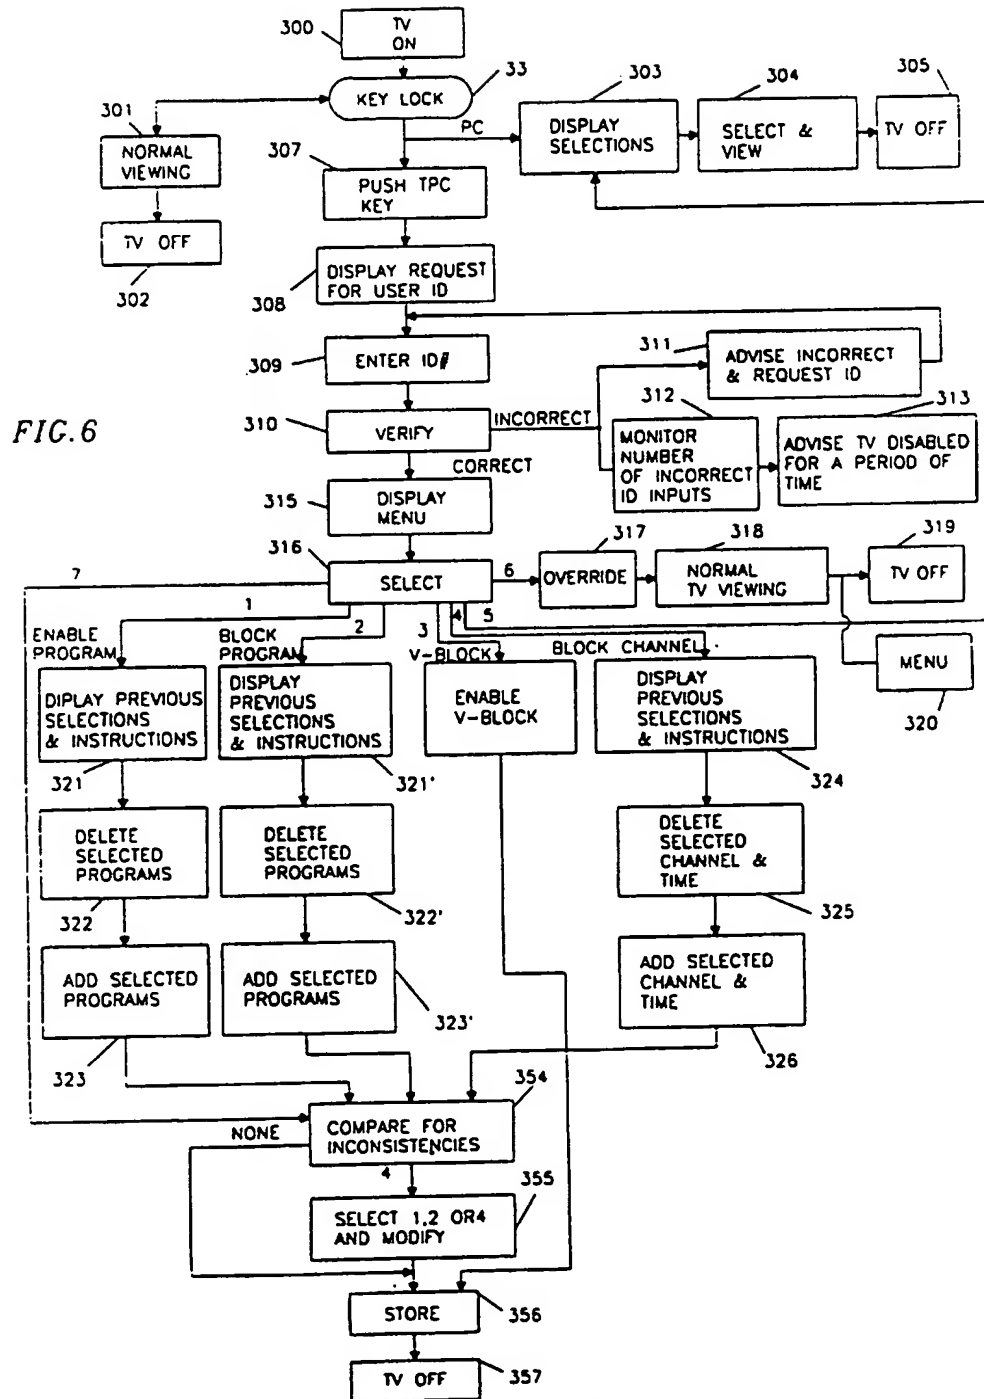 300
TV
ON
KEY LOCK
33
301
NORMAL
VIEWING
TV OFF
302
PC
303
DISPLAY
SELECTIONS
304
SELECT &
VIEW
305
TV OFF
307
PUSH TPC
KEY
308
DISPLAY REQUEST
FOR USER ID
309
ENTER ID#
310
VERIFY
INCORRECT
311
ADVISE INCORRECT
& REQUEST ID
312
MONITOR
NUMBER
OF INCORRECT
ID INPUTS
313
ADVISE TV DISABLED
FOR A PERIOD OF
TIME
FIG.6
CORRECT
315
DISPLAY
MENU
316
SELECT
6
317
OVERRIDE
318
NORMAL
TV VIEWING
319
TV OFF
MENU
320
7
1
2
3
4
5
ENABLE
PROGRAM
BLOCK
PROGRAM
V-BLOCK
BLOCK CHANNEL
DIPLAY PREVIOUS
SELECTIONS
& INSTRUCTIONS
321
DISPLAY
PREVIOUS
SELECTIONS
& INSTRUCTIONS
321'
ENABLE
V-BLOCK
DISPLAY
PREVIOUS
SELECTIONS
& INSTRUCTIONS
324
DELETE
SELECTED
PROGRAMS
322
DELETE
SELECTED
PROGRAMS
322'
DELETE
SELECTED
CHANNEL &
TIME
325
ADD SELECTED
PROGRAMS
323
ADD SELECTED
PROGRAMS
323'
ADD SELECTED
CHANNEL &
TIME
326
354
COMPARE FOR
INCONSISTENCIES
NONE
4
355
SELECT 1,2 OR4
AND MODIFY
STORE
356
TV OFF
357